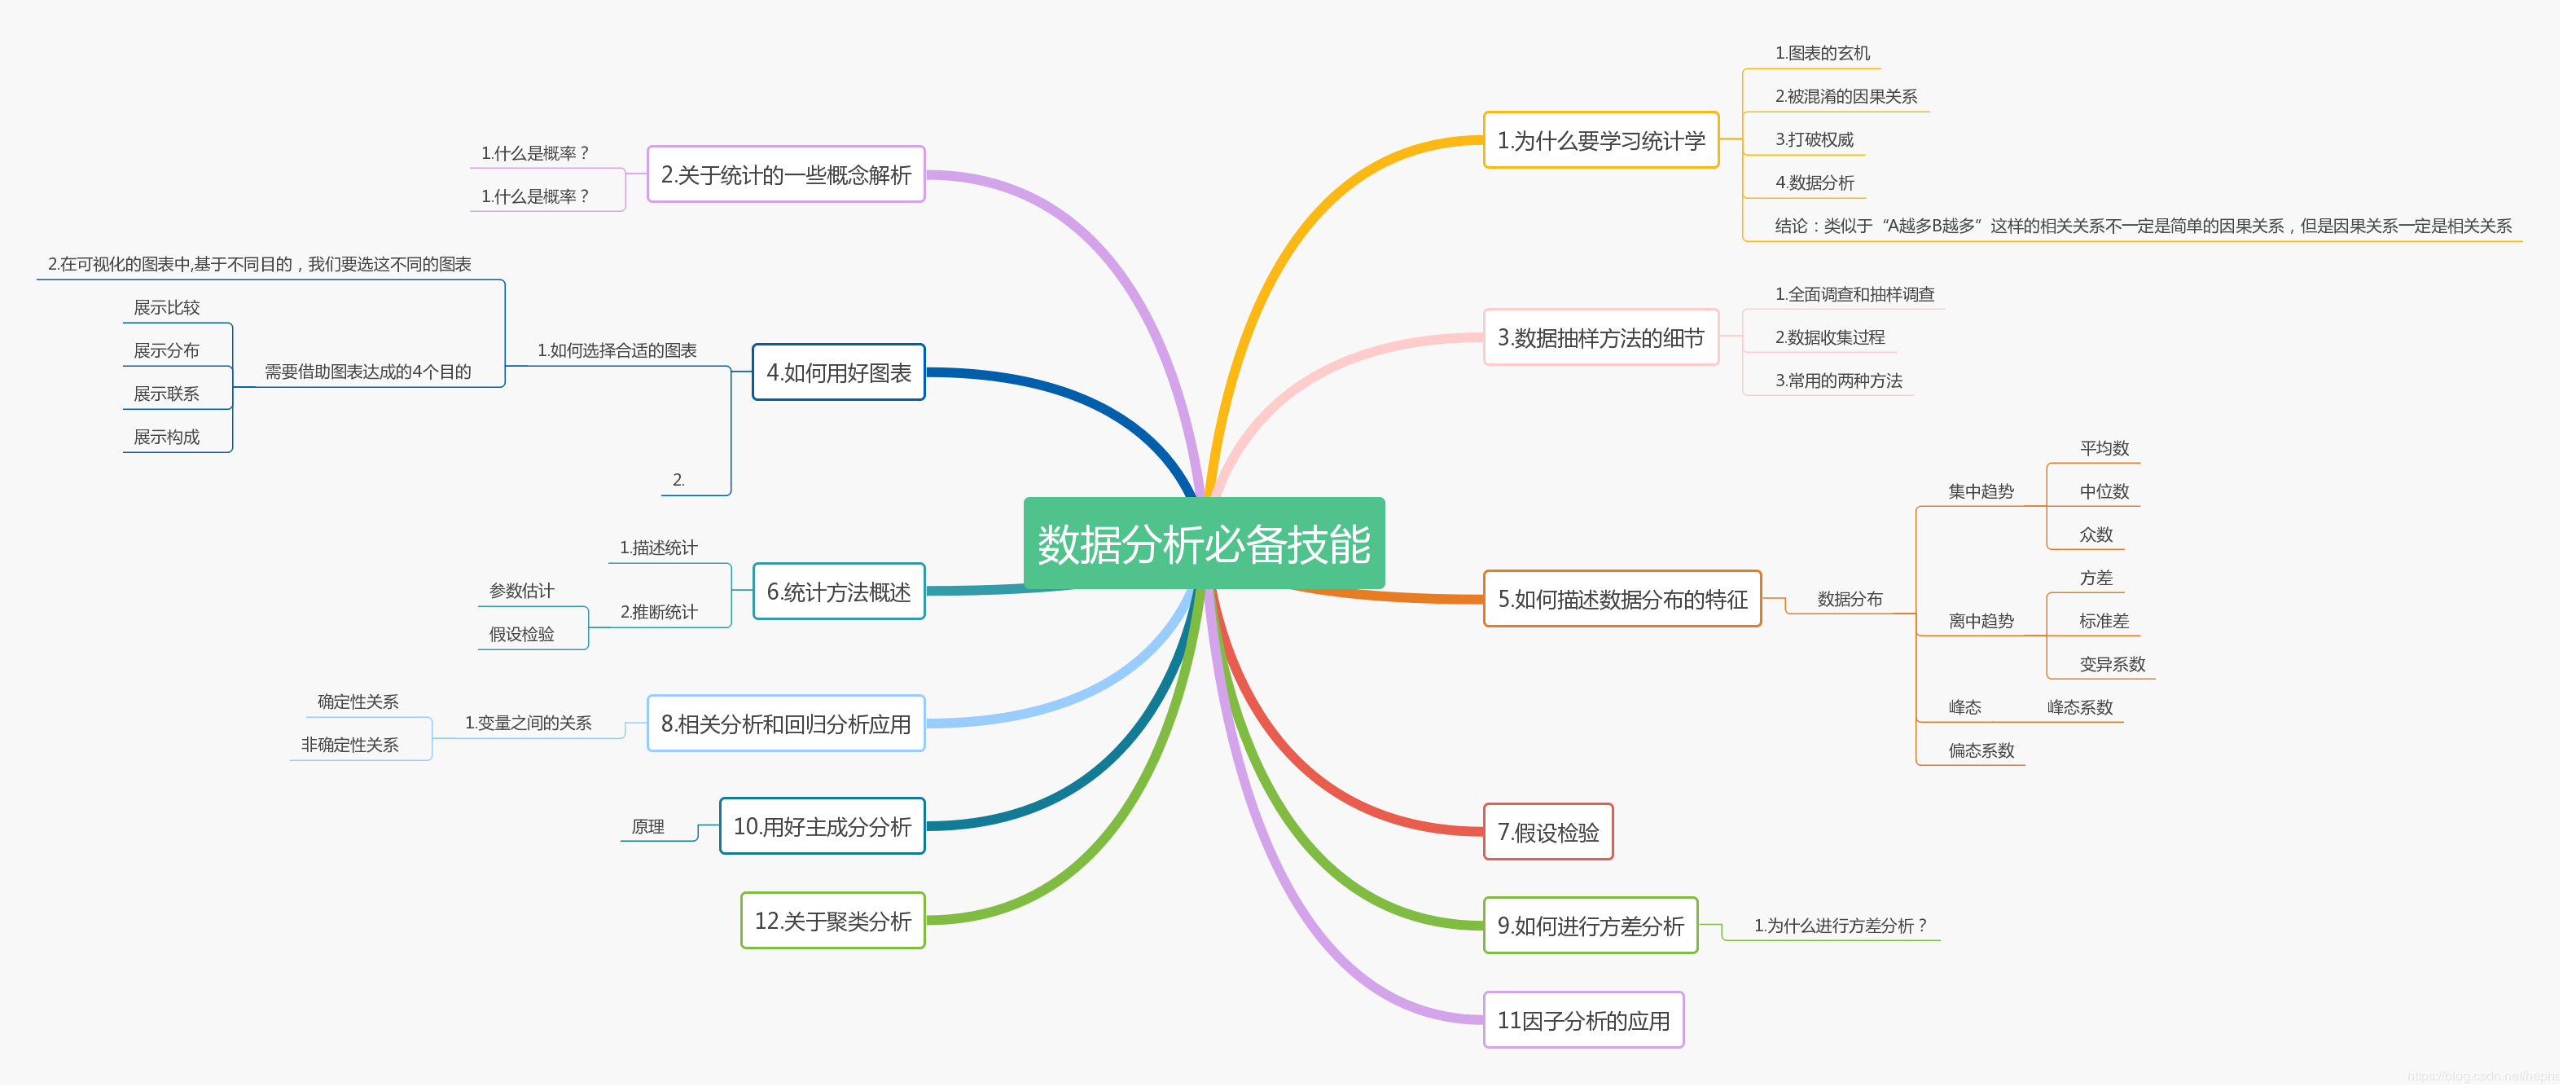 数据分析必备技能
1.为什么要学习统计学
1.图表的玄机
2.被混淆的因果关系
3.打破权威
4.数据分析
结论：类似于“A越多B越多”这样的相关关系不一定是简单的因果关系，但是因果关系一定是相关关系
2.关于统计的一些概念解析
1.什么是概率？
1.什么是概率？
3.数据抽样方法的细节
1.全面调查和抽样调查
2.数据收集过程
3.常用的两种方法
4.如何用好图表
1.如何选择合适的图表
2.在可视化的图表中,基于不同目的，我们要选这不同的图表
需要借助图表达成的4个目的
展示比较
展示分布
展示联系
展示构成
2.
5.如何描述数据分布的特征
数据分布
集中趋势
平均数
中位数
众数
离中趋势
方差
标准差
变异系数
峰态
峰态系数
偏态系数
6.统计方法概述
1.描述统计
2.推断统计
参数估计
假设检验
7.假设检验
8.相关分析和回归分析应用
1.变量之间的关系
确定性关系
非确定性关系
9.如何进行方差分析
1.为什么进行方差分析？
10.用好主成分分析
原理
11因子分析的应用
12.关于聚类分析
https://blog.csdn.net/hephe